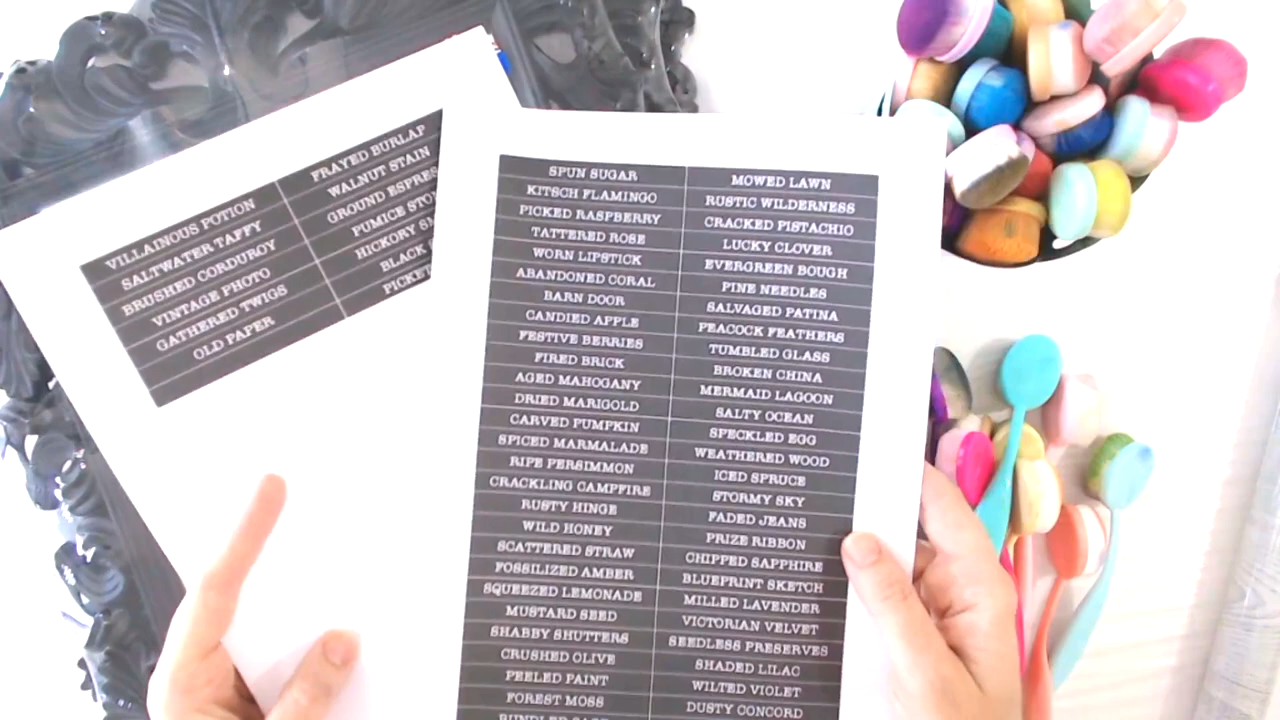 VILLAINOUS POTION
SALTWATER TAFFY
BRUSHED CORDUROY
VINTAGE PHOTO
GATHERED TWIGS
OLD PAPER
FRAYED BURLAP
WALNUT STAIN
GROUND
PUMICE
HICKORY
BLACK
SPUN SUGAR
KITSCH FLAMINGO
PICKED RASPBERRY
TATTERED ROSE
WORN LIPSTICK
ABANDONED CORAL
BARN DOOR
CANDIED APPLE
FESTIVE BERRIES
FIRED BRICK
AGED MAHOGANY
DRIED MARIGOLD
CARVED PUMPKIN
SPICED MARMALADE
RIPE PERSIMMON
CRACKLING CAMPFIRE
RUSTY HINGE
WILD HONEY
SCATTERED STRAW
FOSSILIZED AMBER
SQUEEZED LEMONADE
MUSTARD SEED
SHABBY SHUTTERS
CRUSHED OLIVE
PEELED PAINT
FOREST MOSS
MOWED LAWN
RUSTIC WILDERNESS
CRACKED PISTACHIO
LUCKY CLOVER
EVERGREEN BOUGH
PINE NEEDLES
SALVAGED PATINA
PEACOCK FEATHERS
TUMBLED GLASS
BROKEN CHINA
MERMAID LAGOON
SALTY OCEAN
SPECKLED EGG
WEATHERED WOOD
ICED SPRUCE
STORMY SKY
FADED JEANS
PRIZE RIBBON
CHIPPED SAPPHIRE
BLUEPRINT SKETCH
MILLED LAVENDER
VICTORIAN VELVET
SEEDLESS PRESERVES
SHADED LILAC
WILTED VIOLET
DUSTY CONCORD